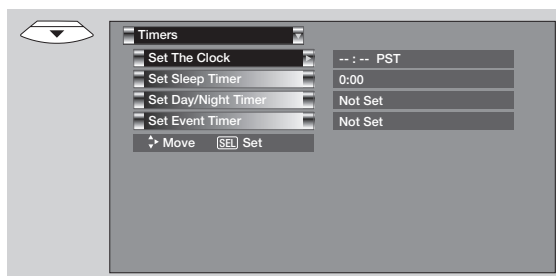 Timers
Set The Clock -- : -- PST
Set Sleep Timer 0:00
Set Day/Night Timer Not Set
Set Event Timer Not Set
Move SEL Set